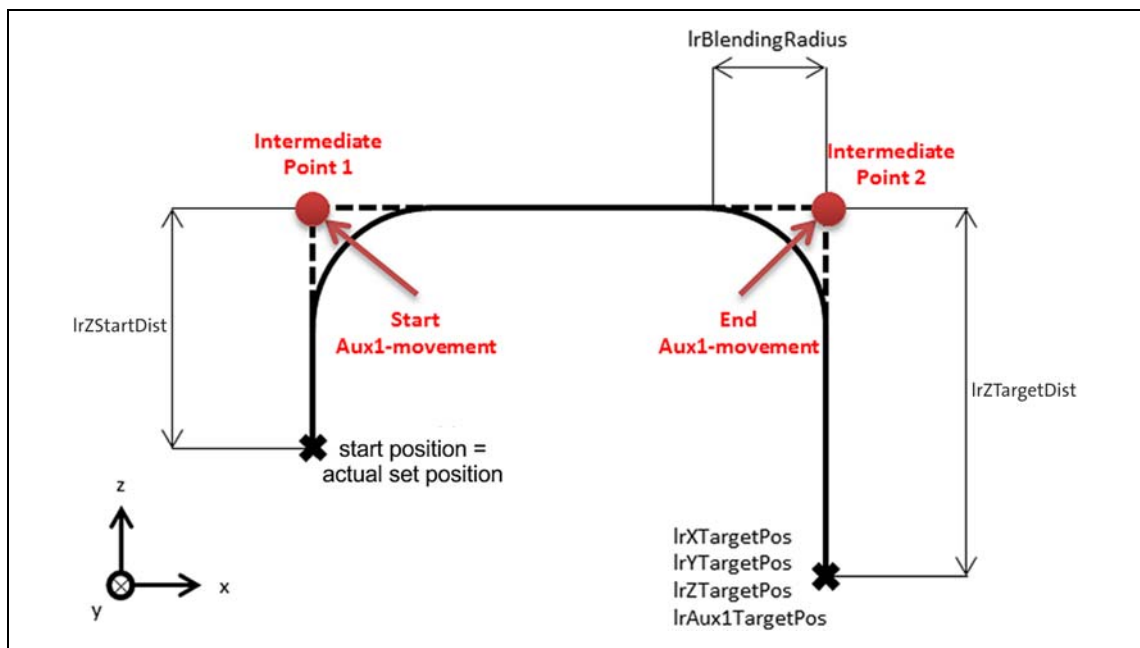 lrBlendingRadius
Intermediate
Point 1
Intermediate
Point 2
lrZStartDist
Start
Aux1-movement
End
Aux1-movement
lrZTargetDist
start position =
actual set position
z
x
y
lrXTargetPos
lrYTargetPos
lrZTargetPos
lrAux1TargetPos